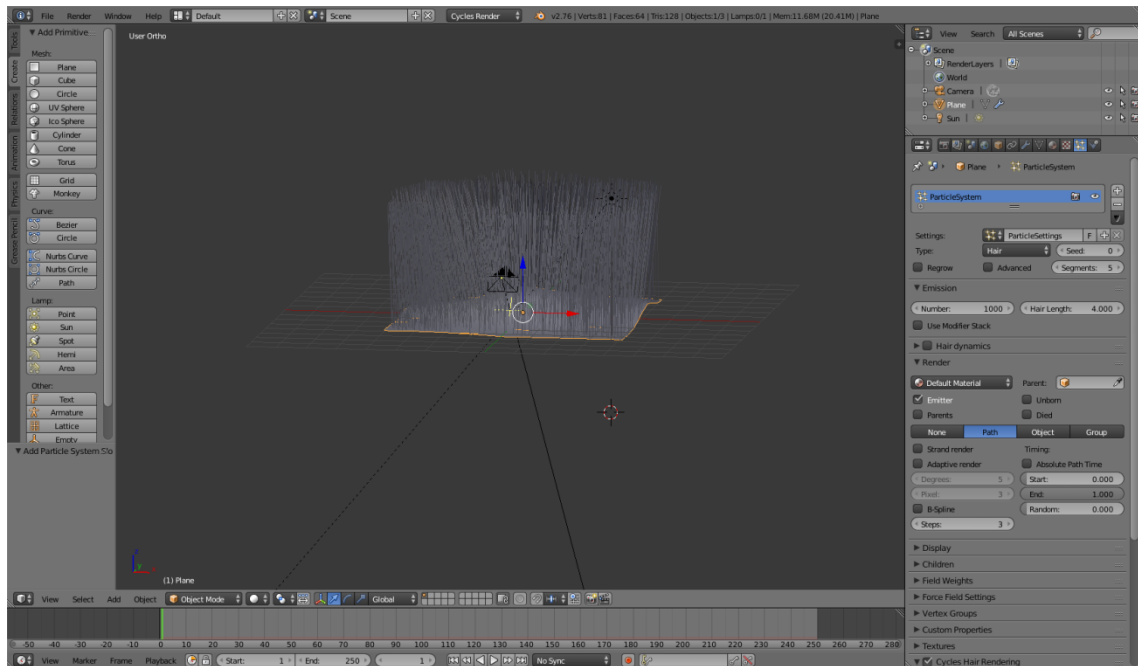 File Render Window Help Default Scene Cycles Render v2.76 | Verts:81 | Faces:64 | Tris:128 | Objects:1/3 | Lamps:0/1 | Mem:11.68M (20.41M) | Plane
Tools
Create
Relations
Animation
Physics
Grease Pencil
Add Primitive
Mesh:
Plane
Cube
Circle
UV Sphere
Ico Sphere
Cylinder
Cone
Torus
Grid
Monkey
Curve:
Bezier
Circle
Nurbs Curve
Nurbs Circle
Path
Lamp:
Point
Sun
Spot
Hemi
Area
Other:
Text
Armature
Lattice
Empty
Add Particle System Slo
User Ortho
(1) Plane
View Select Add Object Object Mode Global
-50 -40 -30 -20 -10 0 10 20 30 40 50 60 70 80 90 100 110 120 130 140 150 160 170 180 190 200 210 220 230 240 250 260 270 280
View Marker Frame Playback Start: 1 End: 250 1 No Sync
View Search All Scenes
Scene
RenderLayers |
World
Camera |
Plane |
Sun |
Plane ParticleSystem
ParticleSystem
Settings: ParticleSettings F
Type: Hair Seed: 0
Regrow Advanced Segments: 5
Emission
Number: 1000 Hair Length: 4.000
Use Modifier Stack
Hair dynamics
Render
Default Material Parent:
Emitter Unborn
Parents Died
None Path Object Group
Strand render Timing:
Adaptive render Absolute Path Time
Degrees: 5 Start: 0.000
Pixel: 3 End: 1.000
B-Spline Random: 0.000
Steps: 3
Display
Children
Field Weights
Force Field Settings
Vertex Groups
Custom Properties
Textures
Cycles Hair Rendering